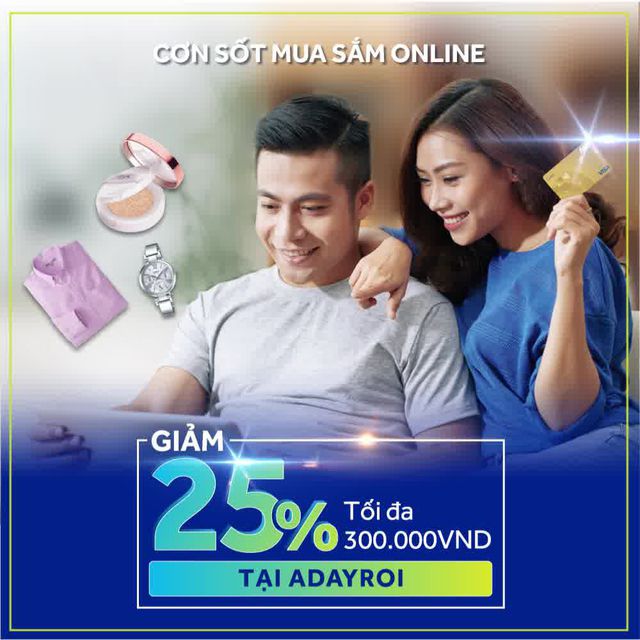 CƠN SỐT MUA SẮM ONLINE
GIẢM
25% Tối đa
300.000VND
TẠI ADAYROI